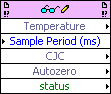 Temperature
Sample Period (ms)
CJC
Autozero
status